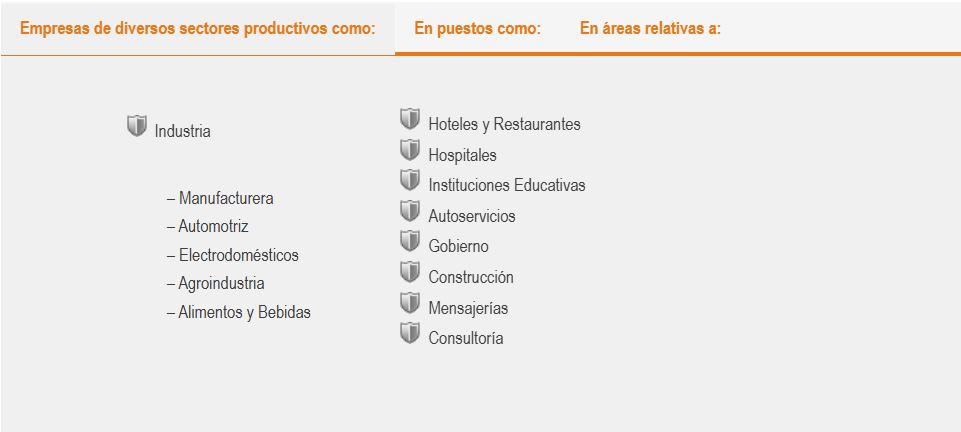 Empresas de diversos sectores productivos como:
En puestos como:
En áreas relativas a:
Industria
– Manufacturera
– Automotriz
– Electrodomésticos
– Agroindustria
– Alimentos y Bebidas
Hoteles y Restaurantes
Hospitales
Instituciones Educativas
Autoservicios
Gobierno
Construcción
Mensajerías
Consultoría